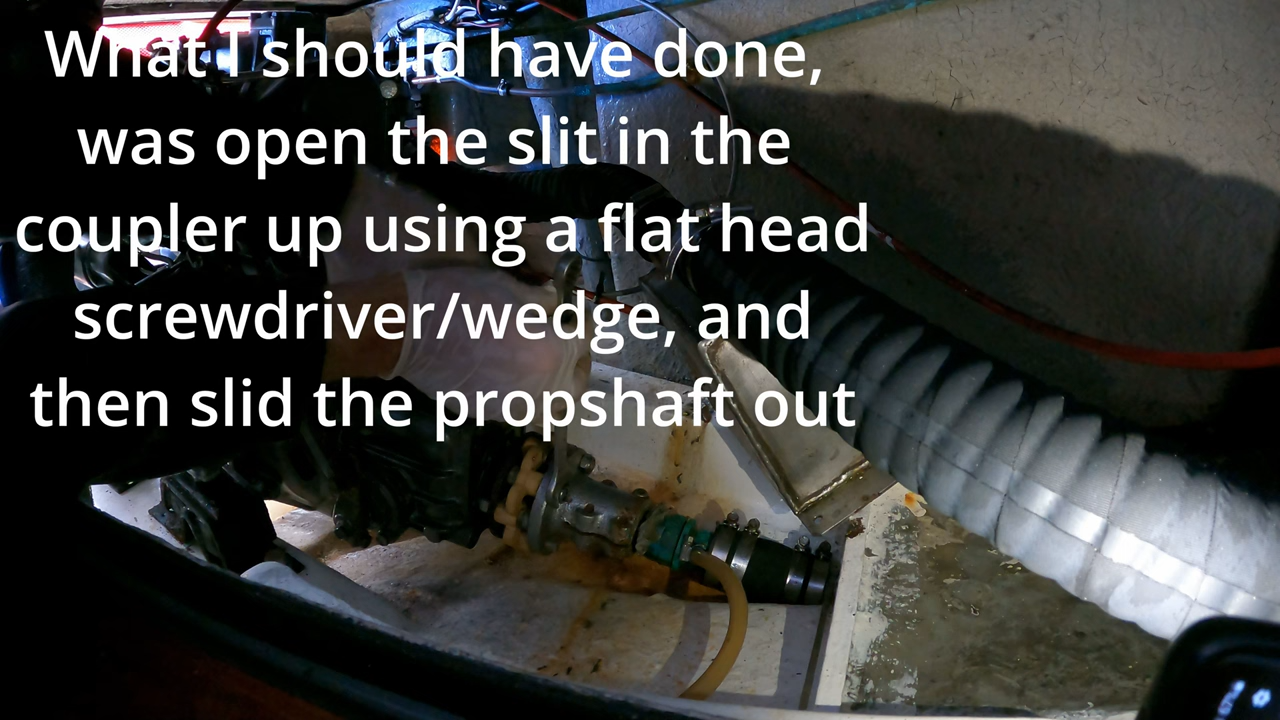 What I should have done,
was open the slit in the
coupler up using a flat head
screwdriver/wedge, and
then slid the propshaft out